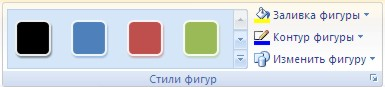 Заливка фигуры
Контур фигуры
Изменить фигуру
Стили фигур